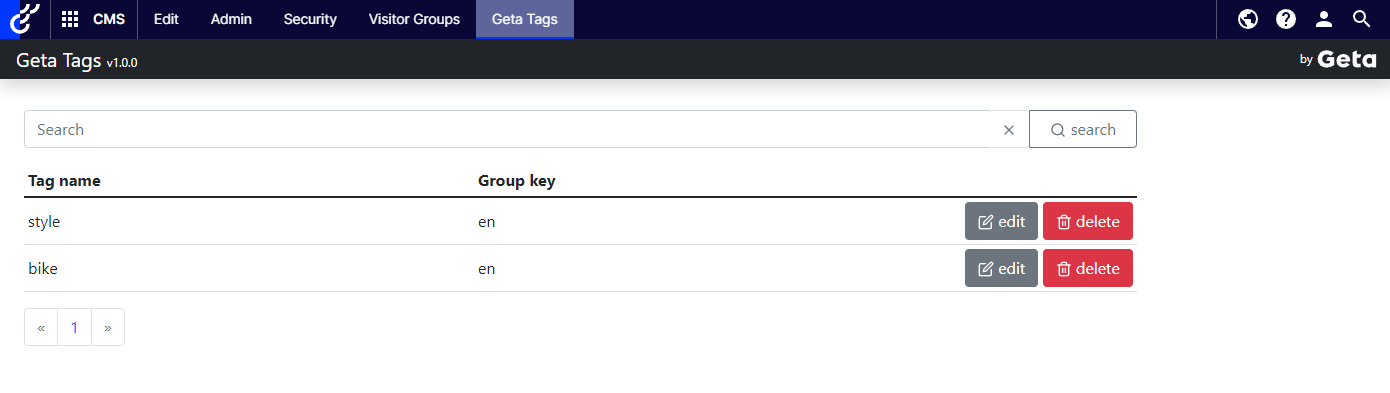 CMS Edit Admin Security Visitor Groups Geta Tags
Geta Tags v1.0.0 by Geta
Search search
Tag name Group key
style en edit delete
bike en edit delete
« 1 »